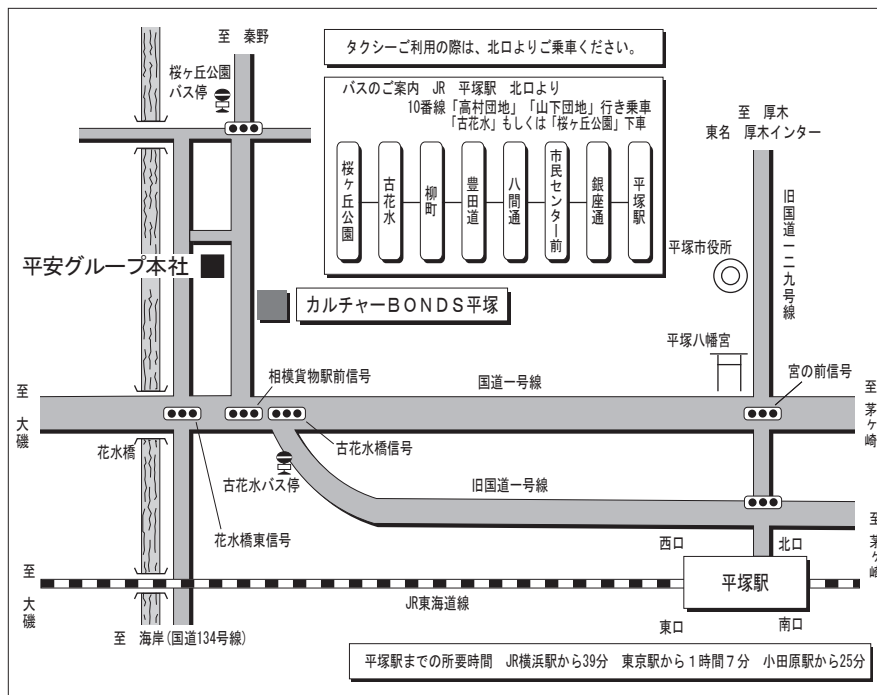 至　秦野
タクシーご利用の際は、北口よりご乗車ください。
桜ヶ丘公園
バス停
バスのご案内　JR　平塚駅　北口より
10番線「高村団地」「山下団地」行き乗車
「古花水」もしくは「桜ヶ丘公園」下車
桜ヶ丘公園
古花水
柳町
豊田道
八間通
市民センター前
銀座通
平塚駅
至　厚木
東名　厚木インター
旧国道一二九号線
平塚市役所
平安グループ本社
カルチャーBONDS平塚
平塚八幡宮
相模貨物駅前信号
国道一号線
宮の前信号
至　大磯
至　茅ヶ崎
花水橋
古花水橋信号
古花水バス停
旧国道一号線
花水橋東信号
至　茅ヶ崎
西口
北口
至　大磯
平塚駅
JR東海道線
東口
南口
至　海岸(国道134号線)
平塚駅までの所要時間　JR横浜駅から39分　東京駅から1時間7分　小田原駅から25分